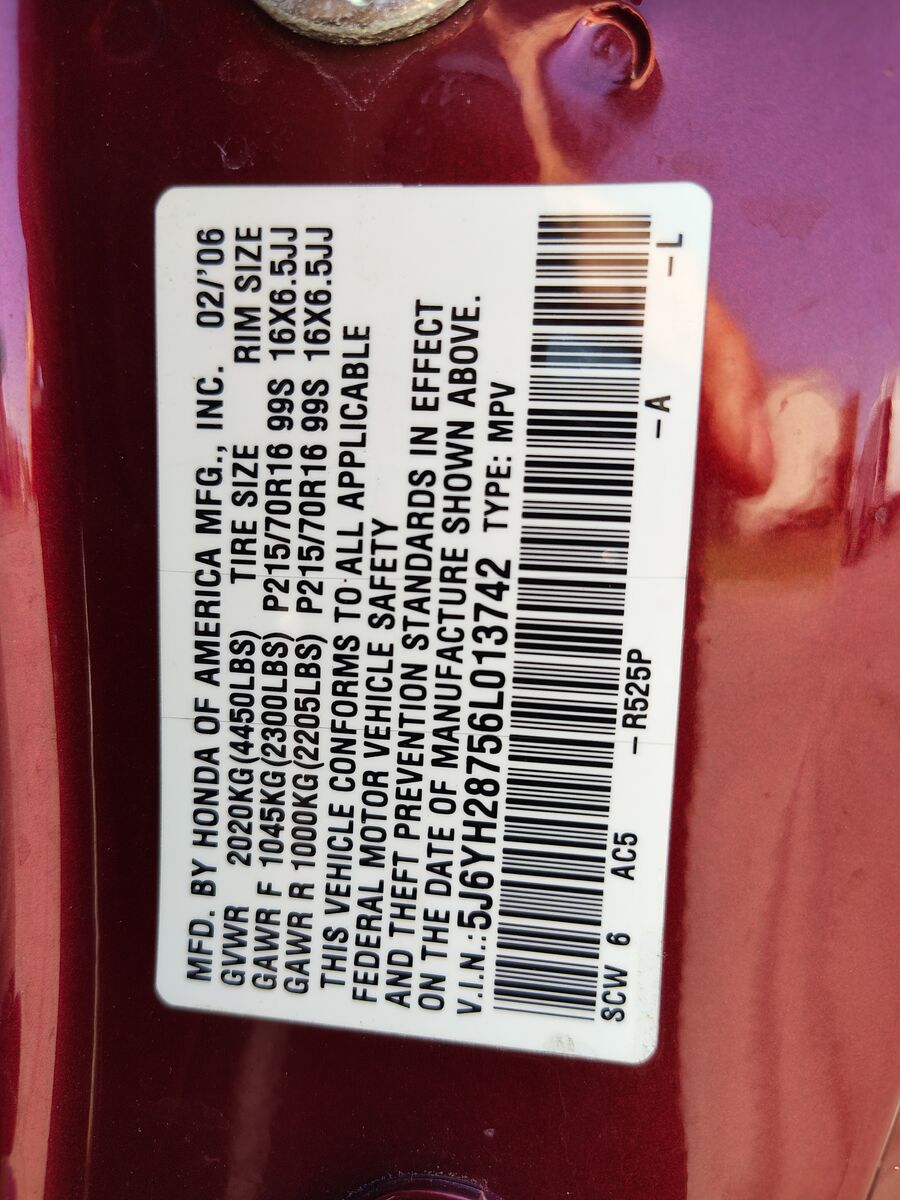 MFD. BY HONDA OF AMERICA MFG., INC. 02/'06
GVWR 2020KG(4450LBS) TIRE SIZE RIM SIZE
GAWR F 1045KG(2300LBS) P215/70R16 99S 16X6.5JJ
GAWR R 1000KG(2205LBS) P215/70R16 99S 16X6.5JJ
THIS VEHICLE CONFORMS TO ALL APPLICABLE
FEDERAL MOTOR VEHICLE SAFETY
AND THEFT PREVENTION STANDARDS IN EFFECT
ON THE DATE OF MANUFACTURE SHOWN ABOVE.
V.I.N.:5J6YH28756L013742 TYPE: MPV
SCW 6 AC5 –R525P –A –L